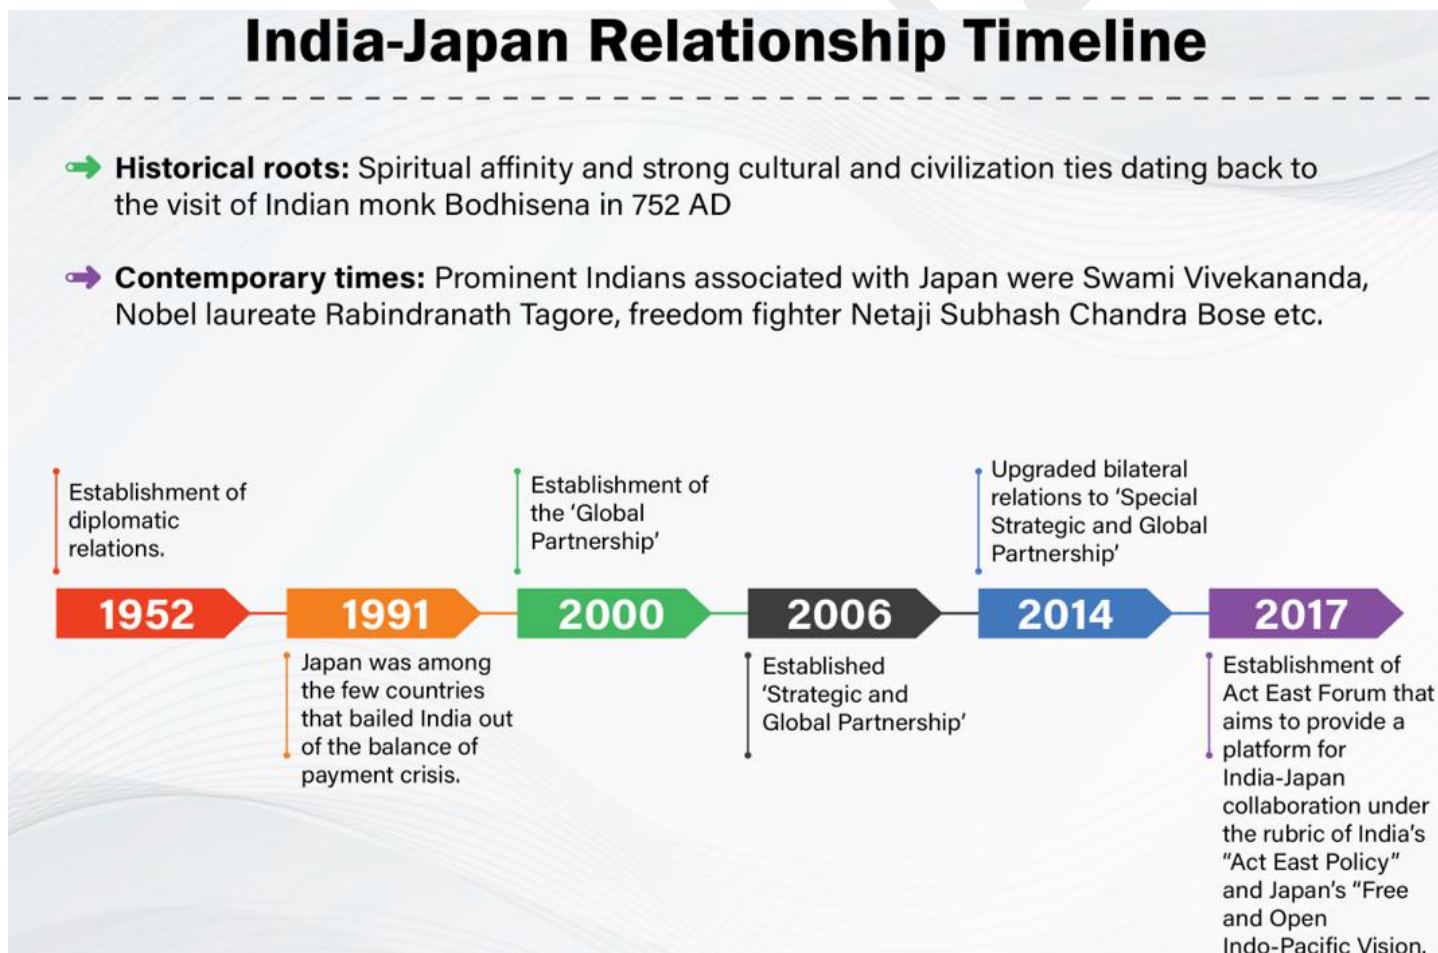 India-Japan Relationship Timeline
Historical roots: Spiritual affinity and strong cultural and civilization ties dating back to
the visit of Indian monk Bodhisena in 752 AD
Contemporary times: Prominent Indians associated with Japan were Swami Vivekananda,
Nobel laureate Rabindranath Tagore, freedom fighter Netaji Subhash Chandra Bose etc.
Establishment of
diplomatic
relations.
1952
1991
Japan was among
the few countries
that bailed India out
of the balance of
payment crisis.
Establishment of
the ‘Global
Partnership’
2000
2006
Established
‘Strategic and
Global Partnership’
Upgraded bilateral
relations to ‘Special
Strategic and Global
Partnership’
2014
2017
Establishment of
Act East Forum that
aims to provide a
platform for
India-Japan
collaboration under
the rubric of India’s
“Act East Policy”
and Japan’s “Free
and Open
Indo-Pacific Vision.